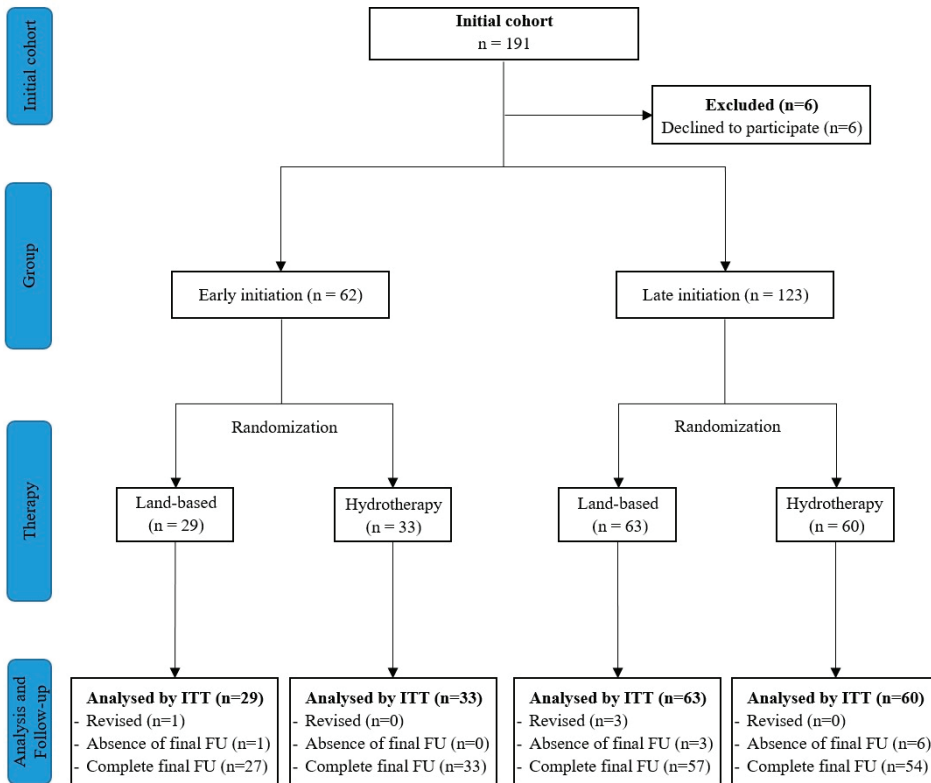 Initial cohort
Initial cohort
n = 191
Excluded (n=6)
Declined to participate (n=6)
Group
Early initiation (n = 62)
Late initiation (n = 123)
Therapy
Randomization
Randomization
Land-based
(n = 29)
Hydrotherapy
(n = 33)
Land-based
(n = 63)
Hydrotherapy
(n = 60)
Analysis and
Follow-up
Analysed by ITT (n=29)
- Revised (n=1)
- Absence of final FU (n=1)
- Complete final FU (n=27)
Analysed by ITT (n=33)
- Revised (n=0)
- Absence of final FU (n=0)
- Complete final FU (n=33)
Analysed by ITT (n=63)
- Revised (n=3)
- Absence of final FU (n=3)
- Complete final FU (n=57)
Analysed by ITT (n=60)
- Revised (n=0)
- Absence of final FU (n=6)
- Complete final FU (n=54)